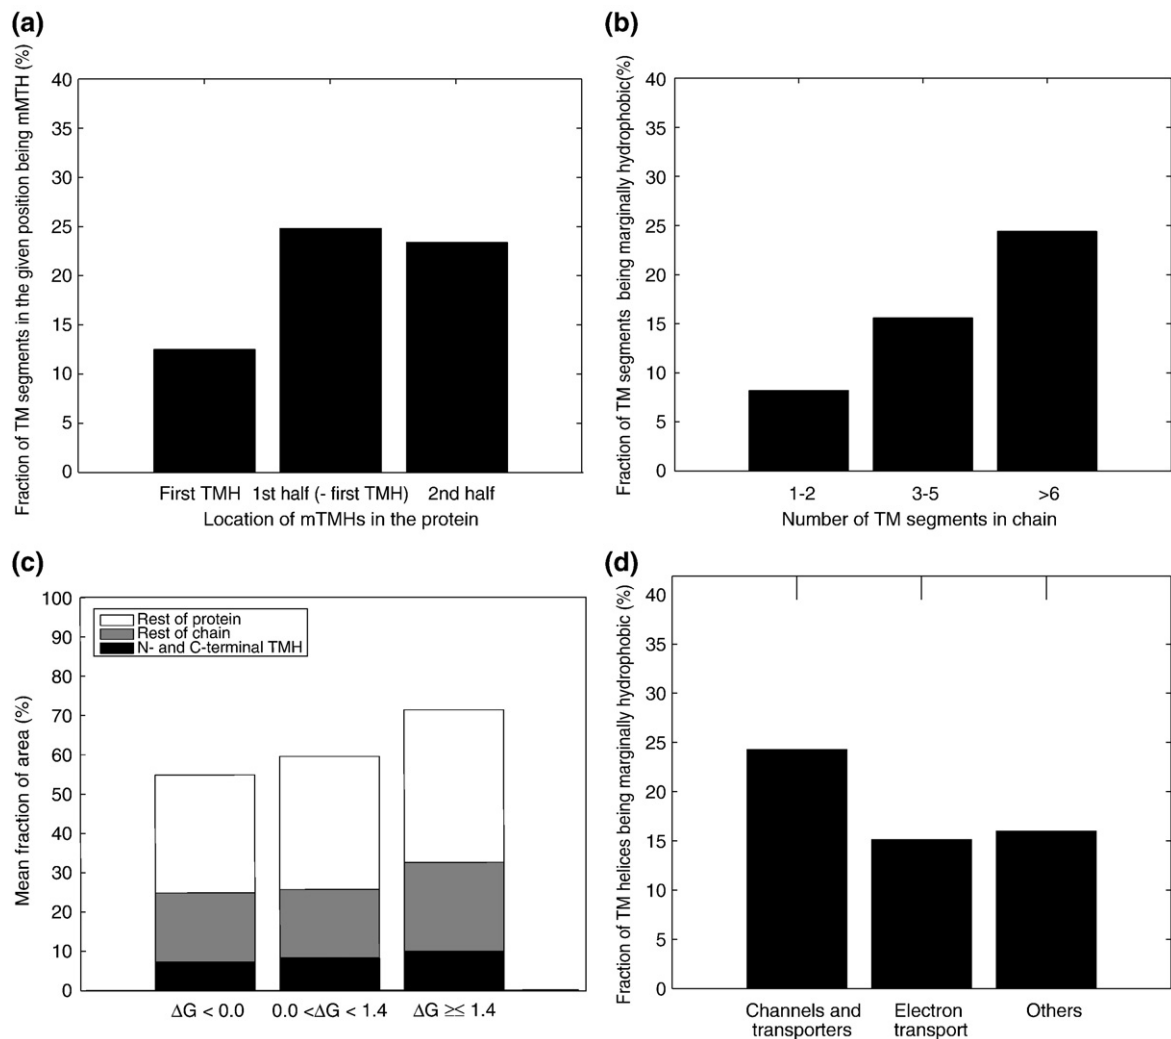 (a)
Fraction of TM segments in the given position being mMTH (%)
40
35
30
25
20
15
10
5
0
First TMH 1st half (- first TMH) 2nd half
Location of mTMHs in the protein
(b)
Fraction of TM segments being marginally hydrophobic(%)
40
35
30
25
20
15
10
5
0
1-2 3-5 >6
Number of TM segments in chain
(c)
Mean fraction of area (%)
100
90
80
70
60
50
40
30
20
10
0
Rest of protein
Rest of chain
N- and C-terminal TMH
ΔG < 0.0 0.0 <ΔG < 1.4 ΔG ≥≤ 1.4
(d)
Fraction of TM helices being marginally hydrophobic (%)
40
35
30
25
20
15
10
5
0
Channels and Electron Others
transporters transport